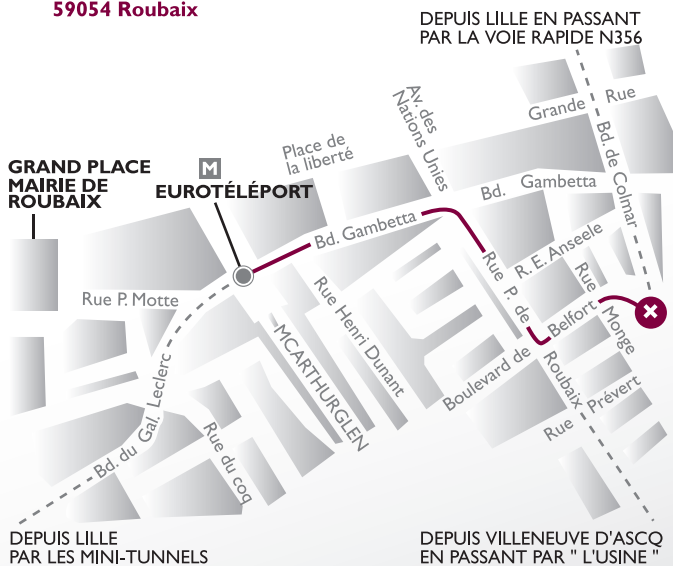 59054 Roubaix
DEPUIS LILLE EN PASSANT
PAR LA VOIE RAPIDE N356
Grande Rue
Av. des
Nations Unies
Bd. de Colmar
Place de
la liberté
GRAND PLACE
MAIRIE DE
ROUBAIX
M
EUROTÉLÉPORT
Bd. Gambetta
Bd. Gambetta
R. E. Anseele
Rue P. Motte
Rue P. de Roubaix
Rue Monge
Rue Henri Dunant
MCARTHURGLEN
Boulevard de Belfort
Rue Prévert
Bd. du Gal. Leclerc
Rue du coq
DEPUIS LILLE
PAR LES MINI-TUNNELS
DEPUIS VILLENEUVE D'ASCQ
EN PASSANT PAR " L'USINE "